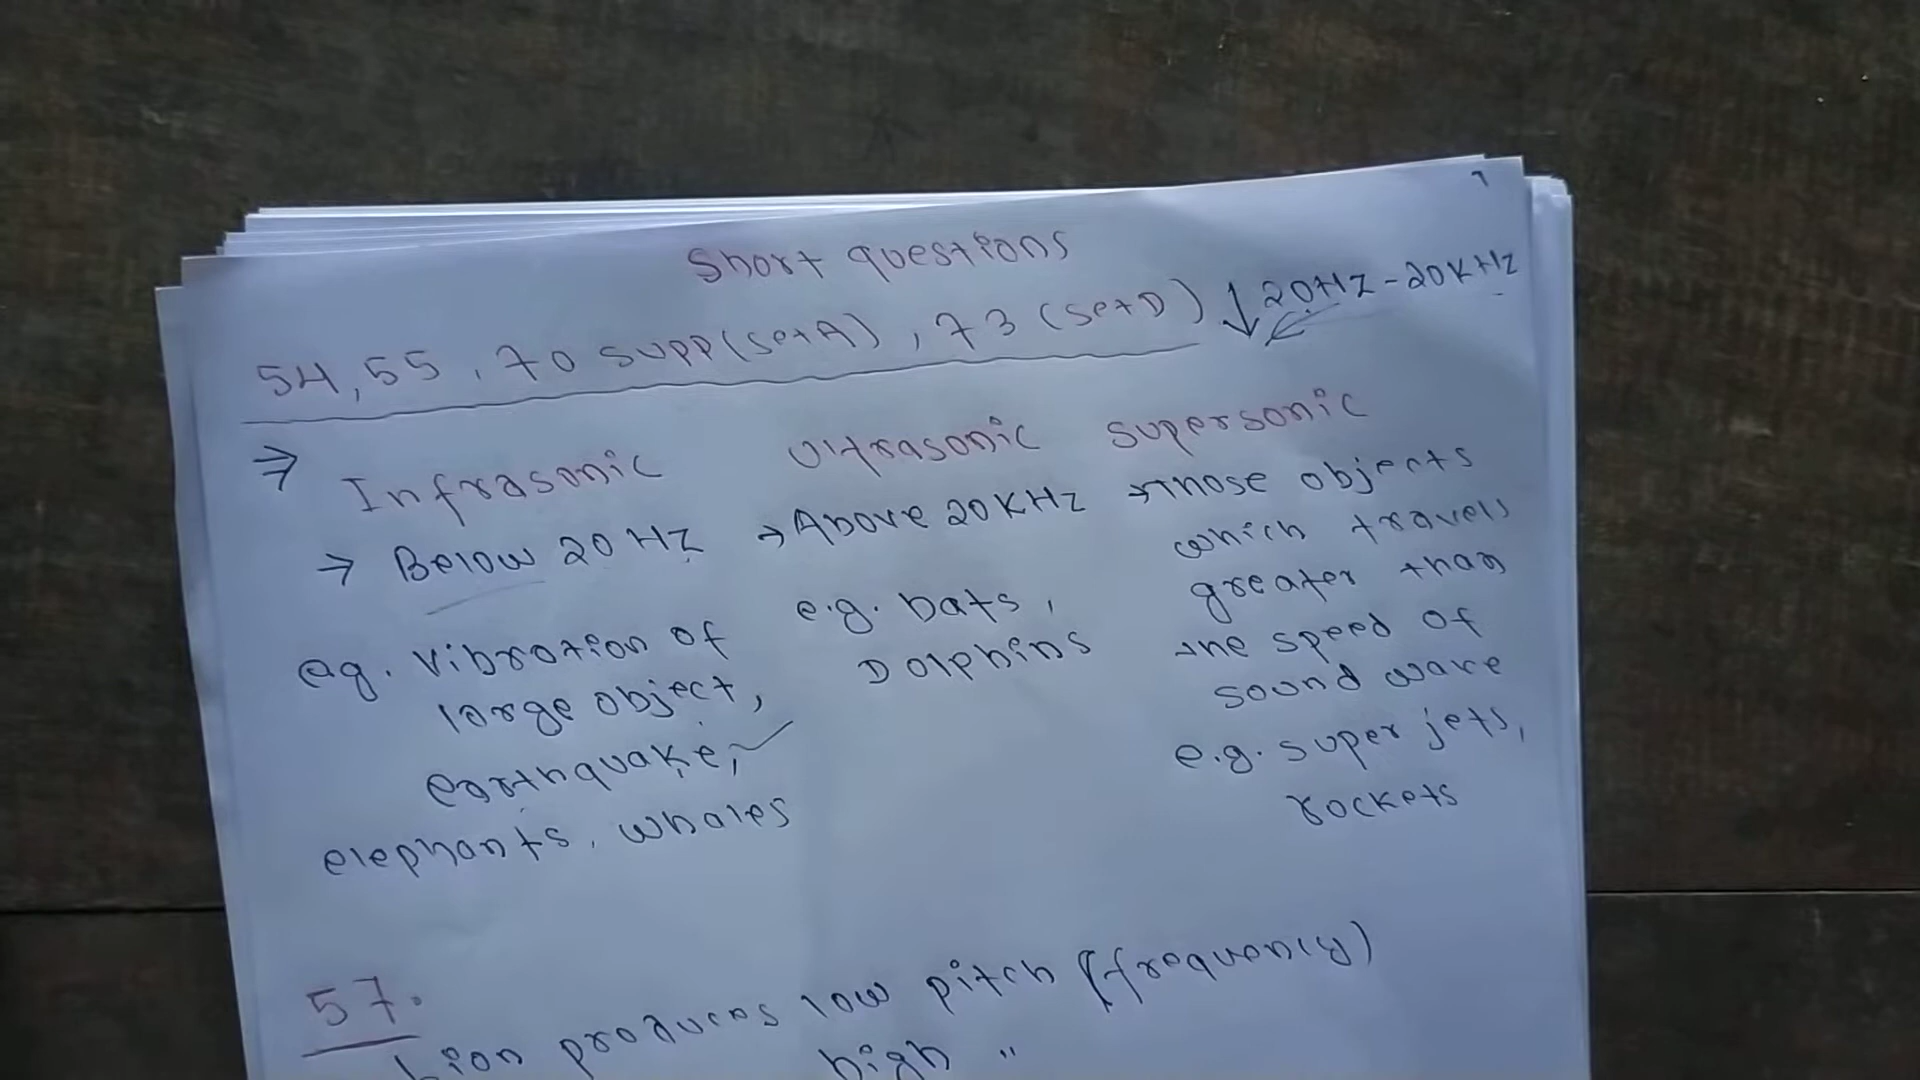 Short questions
54, 55, 70 supp (set A), 73 (set D) ↓ 20HZ - 20KHZ
⇒ Infrasonic Ultrasonic supersonic
→ Below 20 HZ → Above 20KHZ → Those objects
which travels
greater than
the speed of
sound wave
e.g. super jets,
rockets
e.g. bats,
Dolphins
eg. Vibration of
large object,
earthquake,
elephants, whales
57.
Lion produces low pitch (frequency)
high "